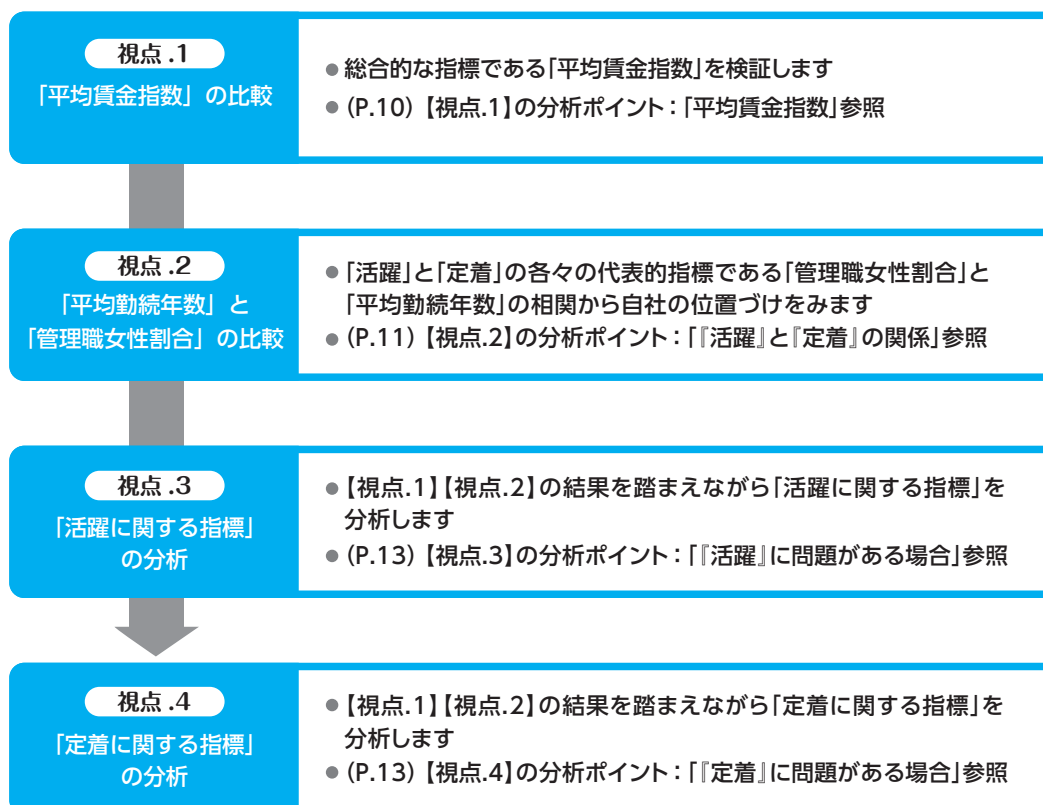 視点.1
「平均賃金指数」の比較
●総合的な指標である「平均賃金指数」を検証します
●(P.10)【視点.1】の分析ポイント：「平均賃金指数」参照
視点.2
「平均勤続年数」と
「管理職女性割合」の比較
●「活躍」と「定着」の各々の代表的指標である「管理職女性割合」と
「平均勤続年数」の相関から自社の位置づけをみます
●(P.11)【視点.2】の分析ポイント：「『活躍』と『定着』の関係」参照
視点.3
「活躍に関する指標」
の分析
●【視点.1】【視点.2】の結果を踏まえながら「活躍に関する指標」を
分析します
●(P.13)【視点.3】の分析ポイント：「『活躍』に問題がある場合」参照
視点.4
「定着に関する指標」
の分析
●【視点.1】【視点.2】の結果を踏まえながら「定着に関する指標」を
分析します
●(P.13)【視点.4】の分析ポイント：「『定着』に問題がある場合」参照